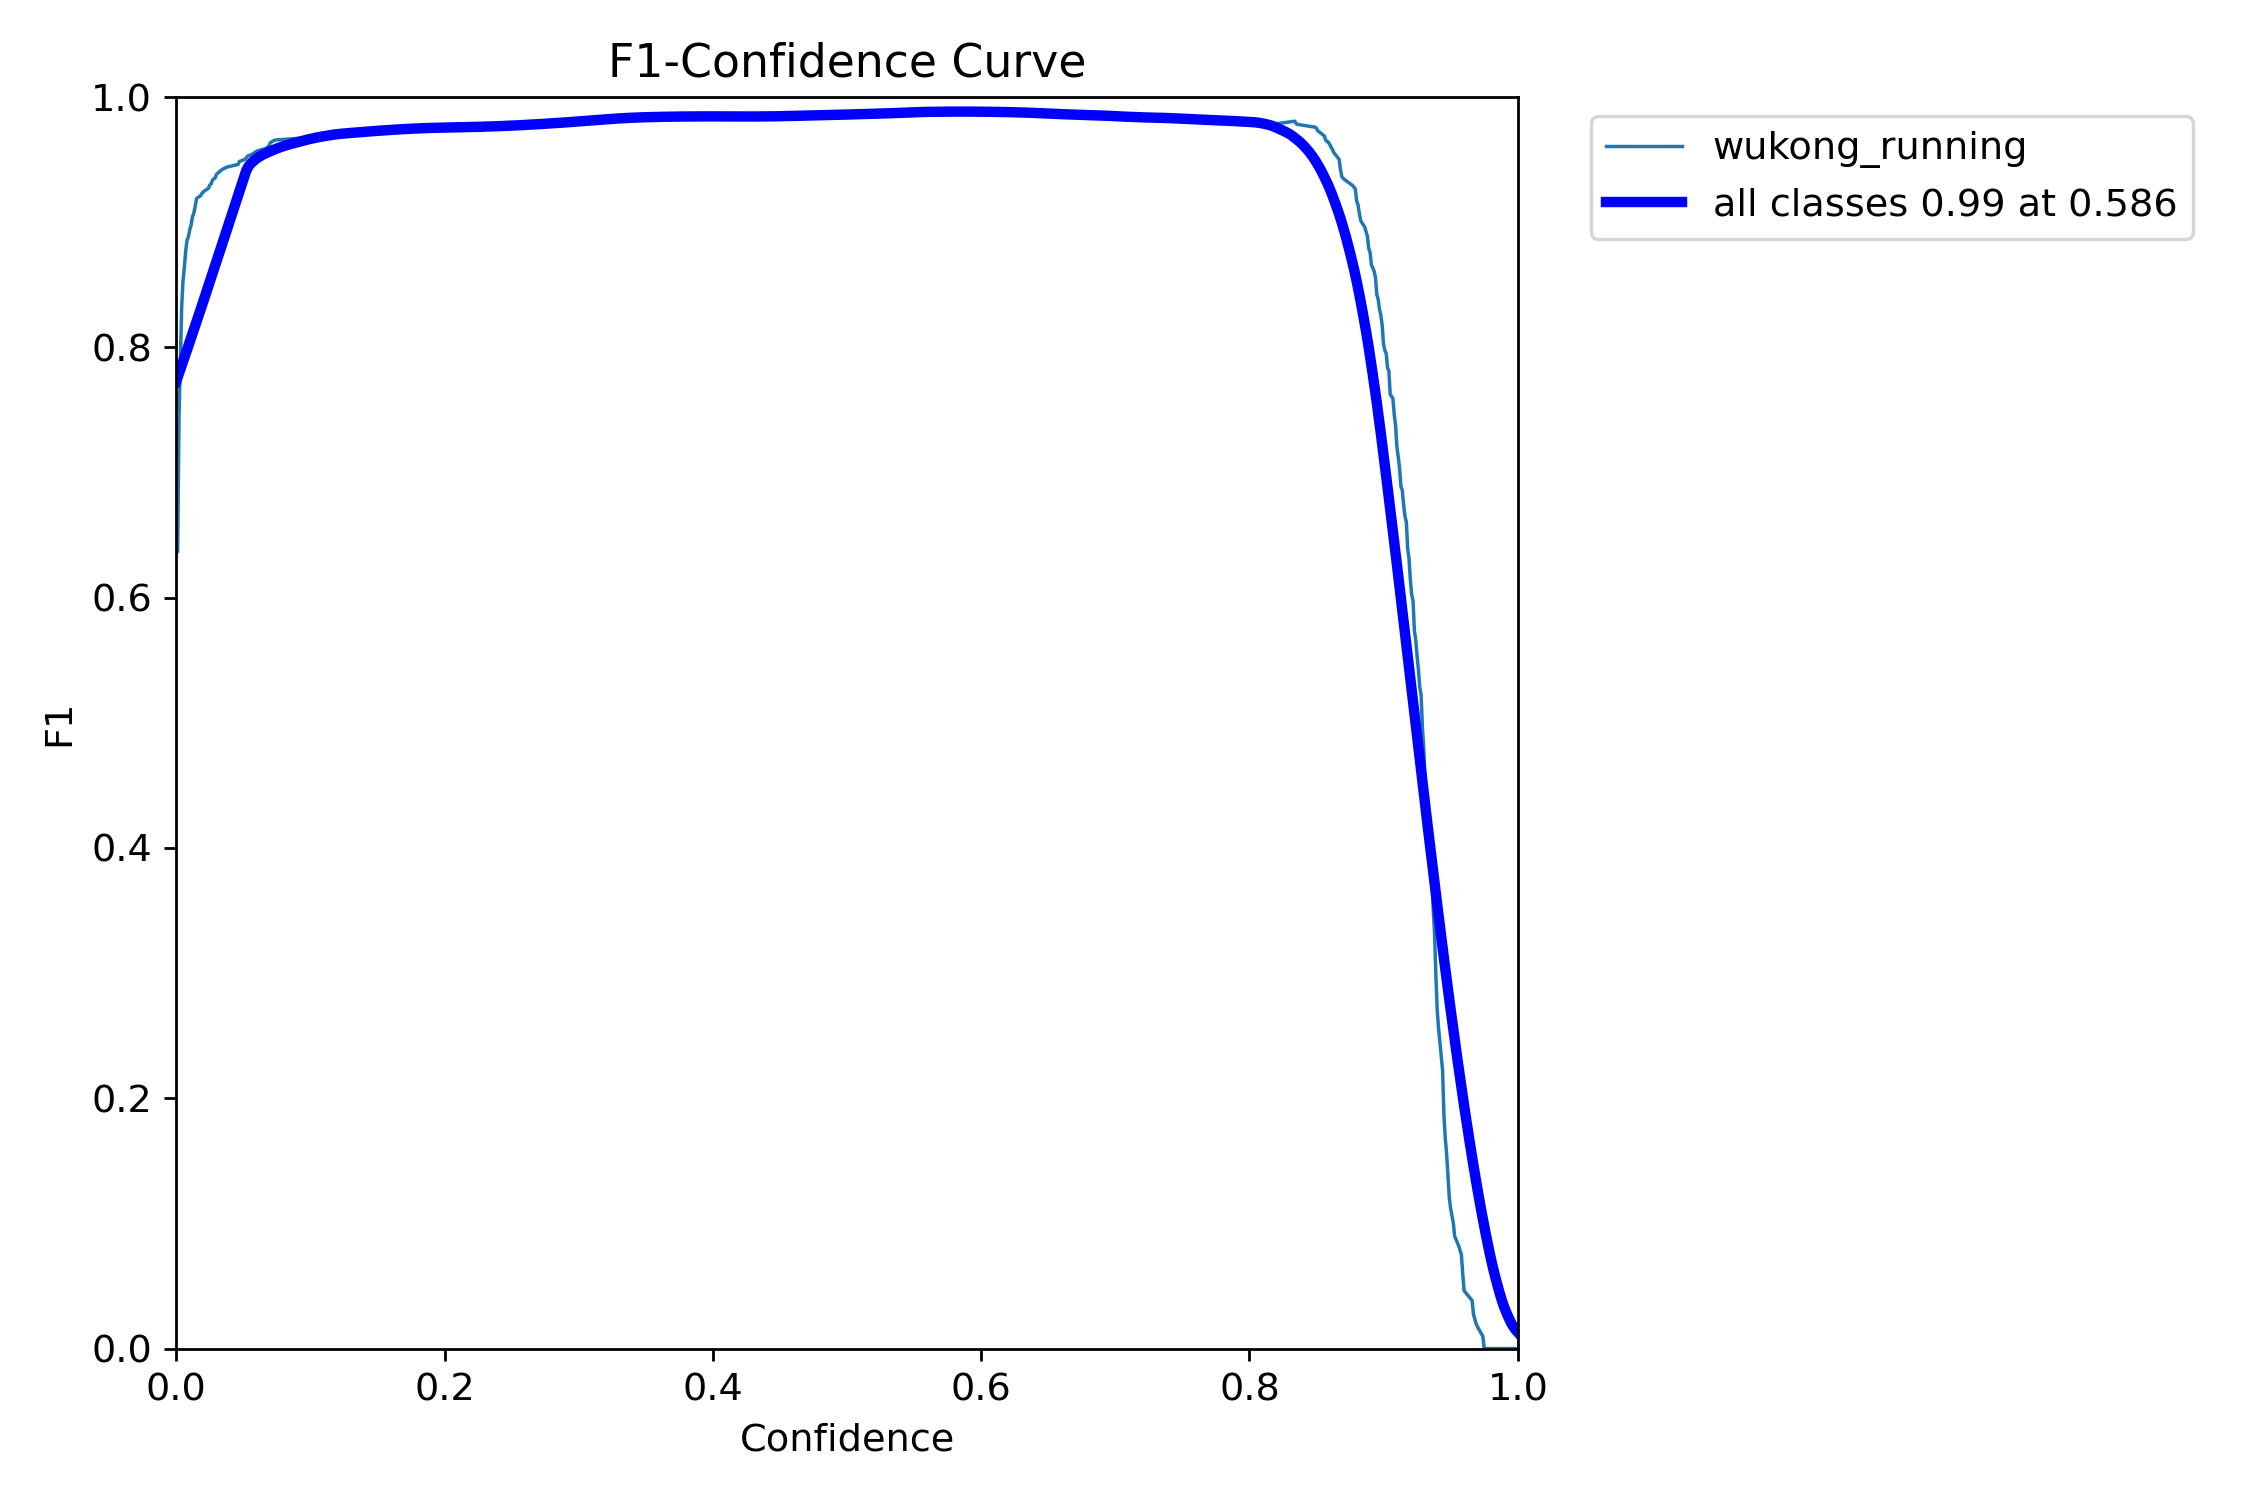 F1-Confidence Curve
1.0
0.8
0.6
0.4
0.2
0.0
F1
0.0 0.2 0.4 0.6 0.8 1.0
Confidence
wukong_running
all classes 0.99 at 0.586